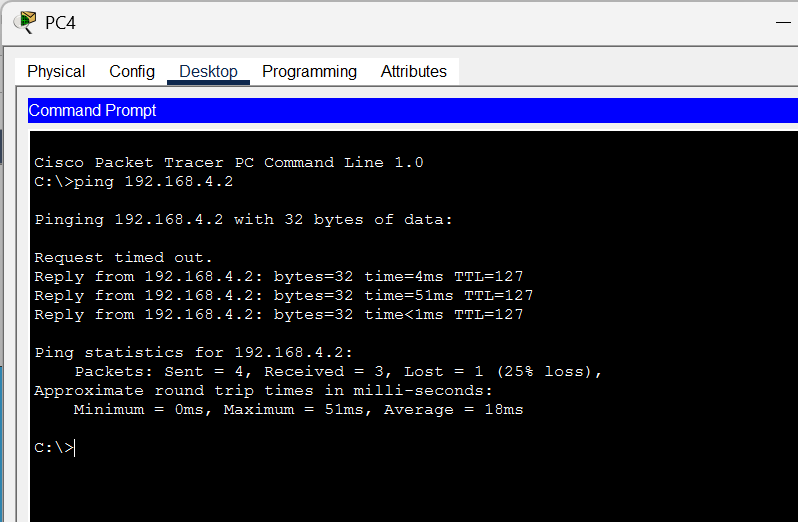 PC4
Physical Config Desktop Programming Attributes
Command Prompt
Cisco Packet Tracer PC Command Line 1.0
C:\>ping 192.168.4.2
Pinging 192.168.4.2 with 32 bytes of data:
Request timed out.
Reply from 192.168.4.2: bytes=32 time=4ms TTL=127
Reply from 192.168.4.2: bytes=32 time=51ms TTL=127
Reply from 192.168.4.2: bytes=32 time<1ms TTL=127
Ping statistics for 192.168.4.2:
Packets: Sent = 4, Received = 3, Lost = 1 (25% loss),
Approximate round trip times in milli-seconds:
Minimum = 0ms, Maximum = 51ms, Average = 18ms
C:\>